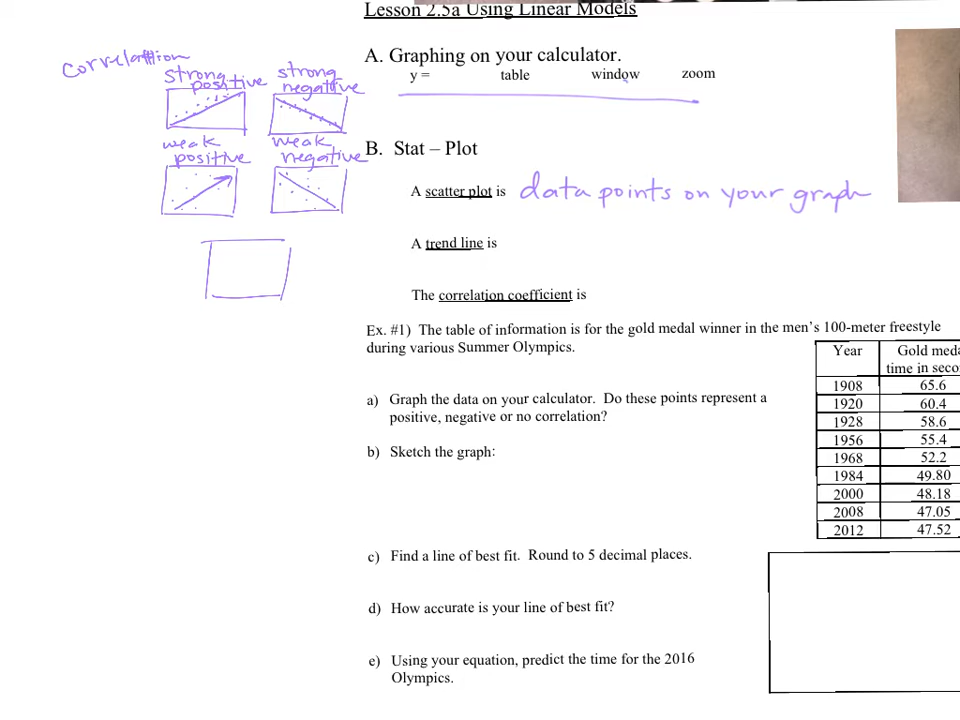 Lesson 2.5a Using Linear Models
Correlation
strong positive
strong negative
weak positive
weak negative
A. Graphing on your calculator.
y = table window zoom
B. Stat – Plot
A scatter plot is data points on your graph
A trend line is
The correlation coefficient is
Ex. #1) The table of information is for the gold medal winner in the men's 100-meter freestyle
during various Summer Olympics.
a) Graph the data on your calculator. Do these points represent a
positive, negative or no correlation?
b) Sketch the graph:
c) Find a line of best fit. Round to 5 decimal places.
d) How accurate is your line of best fit?
e) Using your equation, predict the time for the 2016
Olympics.
Year Gold meda
time in seco
1908 65.6
1920 60.4
1928 58.6
1956 55.4
1968 52.2
1984 49.80
2000 48.18
2008 47.05
2012 47.52